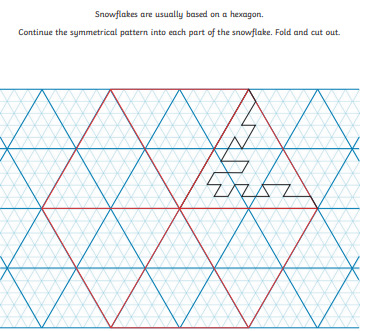 Snowflakes are usually based on a hexagon.
Continue the symmetrical pattern into each part of the snowflake. Fold and cut out.